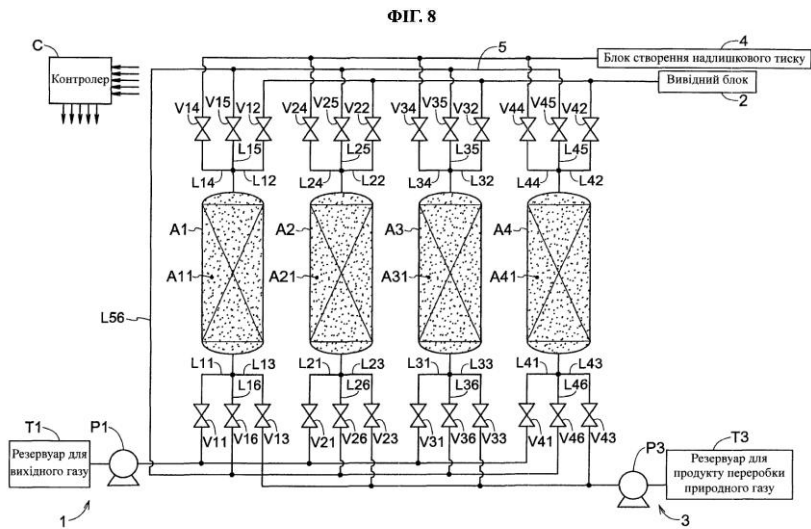 ФІГ. 8
C
Контролер
5
4
Блок створення надлишкового тиску
Вивідний блок
2
V14 V15 V12 V24 V25 V22 V34 V35 V32 V44 V45 V42
L15 L25 L35 L45
L14 L12 L24 L22 L34 L32 L44 L42
A1 A2 A3 A4
A11 A21 A31 A41
L56
L11 L13 L21 L23 L31 L33 L41 L43
L16 L26 L36 L46
T1 P1 P3 T3
V11 V16 V13 V21 V26 V23 V31 V36 V33 V41 V46 V43
Резервуар для
вихідного газу
Резервуар для
продукту переробки
природного газу
1 3